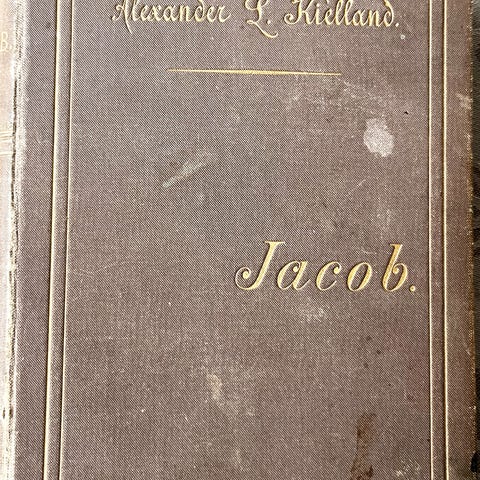 Alexander L. Kielland.
Jacob.
B.